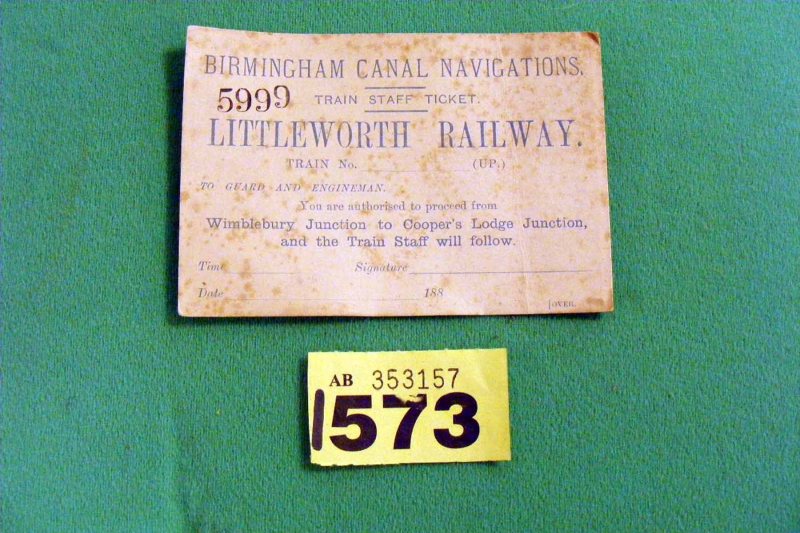 BIRMINGHAM CANAL NAVIGATIONS.
5999 TRAIN STAFF TICKET.
LITTLEWORTH RAILWAY.
TRAIN No. (UP.)
TO GUARD AND ENGINEMAN.
You are authorised to proceed from
Wimblebury Junction to Cooper's Lodge Junction,
and the Train Staff will follow.
Time Signature
Date 188
[OVER.
AB 353157
1573